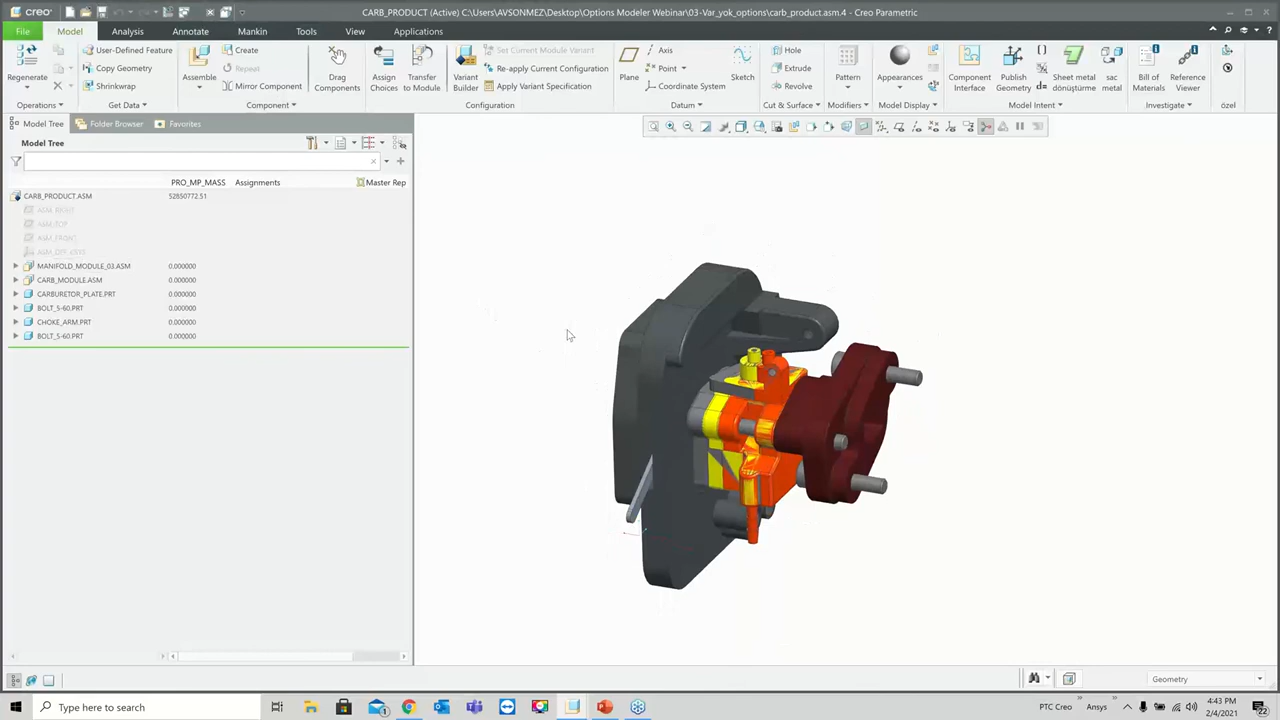 creo
CARB_PRODUCT (Active) C:\Users\AVSONMEZ\Desktop\Options Modeler Webinar\03-Var_yok_options\carb_product.asm.4 - Creo Parametric
File
Model
Analysis
Annotate
Mankin
Tools
View
Applications
Regenerate
User-Defined Feature
Copy Geometry
Shrinkwrap
Assemble
Create
Repeat
Mirror Component
Drag Components
Assign Choices
Transfer to Module
Variant Builder
Set Current Module Variant
Re-apply Current Configuration
Apply Variant Specification
Plane
Axis
Point
Coordinate System
Sketch
Hole
Extrude
Revolve
Pattern
Appearances
Component Interface
Publish Geometry
Sheet metal dönüştürme
sac metal
Bill of Materials
Reference Viewer
Operations
Get Data
Component
Configuration
Datum
Cut & Surface
Modifiers
Model Display
Model Intent
Investigate
özel
Model Tree
Folder Browser
Favorites
Model Tree
PRO_MP_MASS Assignments Master Rep
CARB_PRODUCT.ASM 52850772.51
ASM_RIGHT
ASM_TOP
ASM_FRONT
ASM_DEF_CSYS
MANIFOLD_MODULE_03.ASM 0.000000
CARB_MODULE.ASM 0.000000
CARBURETOR_PLATE.PRT 0.000000
BOLT_5-60.PRT 0.000000
CHOKE_ARM.PRT 0.000000
BOLT_5-60.PRT 0.000000
Geometry
Type here to search
PTC Creo
Ansys
4:43 PM
2/4/2021
22